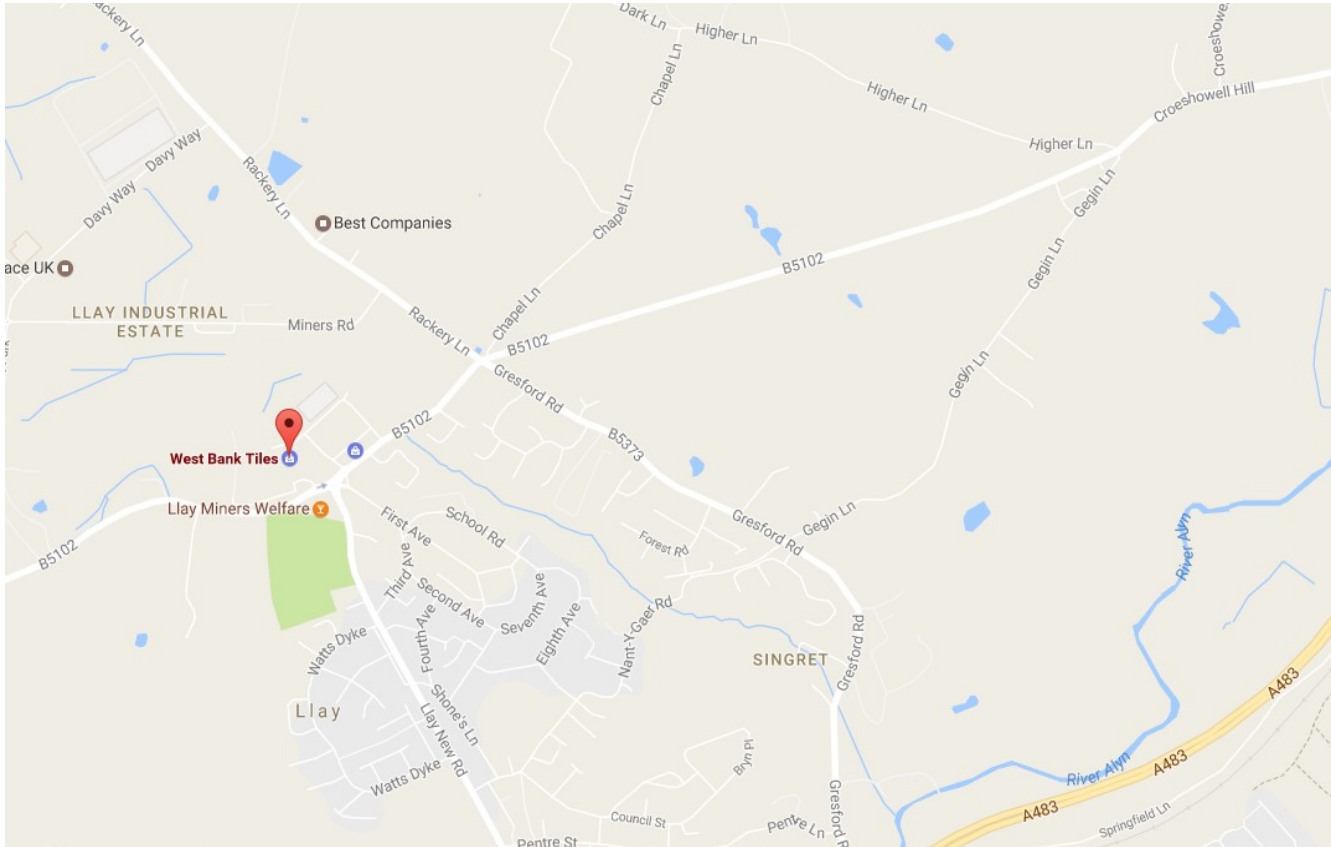 ackery Ln
Dark Ln
Higher Ln
Croeshowe
Chapel Ln
Higher Ln
Croeshowell Hill
Davy Way
Higher Ln
Rackery Ln
Davy Way
Gegin Ln
Chapel Ln
Best Companies
ace UK
B5102
Gegin Ln
LLAY INDUSTRIAL
ESTATE
Chapel Ln
Miners Rd
Rackery Ln
B5102
Gresford Rd
Gegin Ln
B5102
West Bank Tiles
B5373
Llay Miners Welfare
First Ave
School Rd
Gresford Rd
Gegin Ln
B5102
Forest Rd
River Alyn
Third Ave
Second Ave
Seventh Ave
Eighth Ave
Fourth Ave
Nant-Y-Gaer Rd
Watts Dyke
SINGRET
Gresford Rd
Llay
Shone's Ln
Llay New Rd
A483
Watts Dyke
Bryn Pl
River Alyn
A483
Council St
Pentre Ln
Gresford R
A483
Springfield Ln
Pentre St